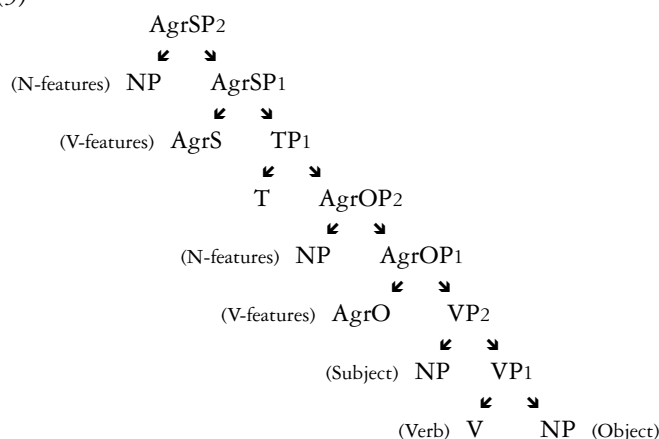 AgrSP2
(N-features) NP AgrSP1
(V-features) AgrS TP1
T AgrOP2
(N-features) NP AgrOP1
(V-features) AgrO VP2
(Subject) NP VP1
(Verb) V NP (Object)